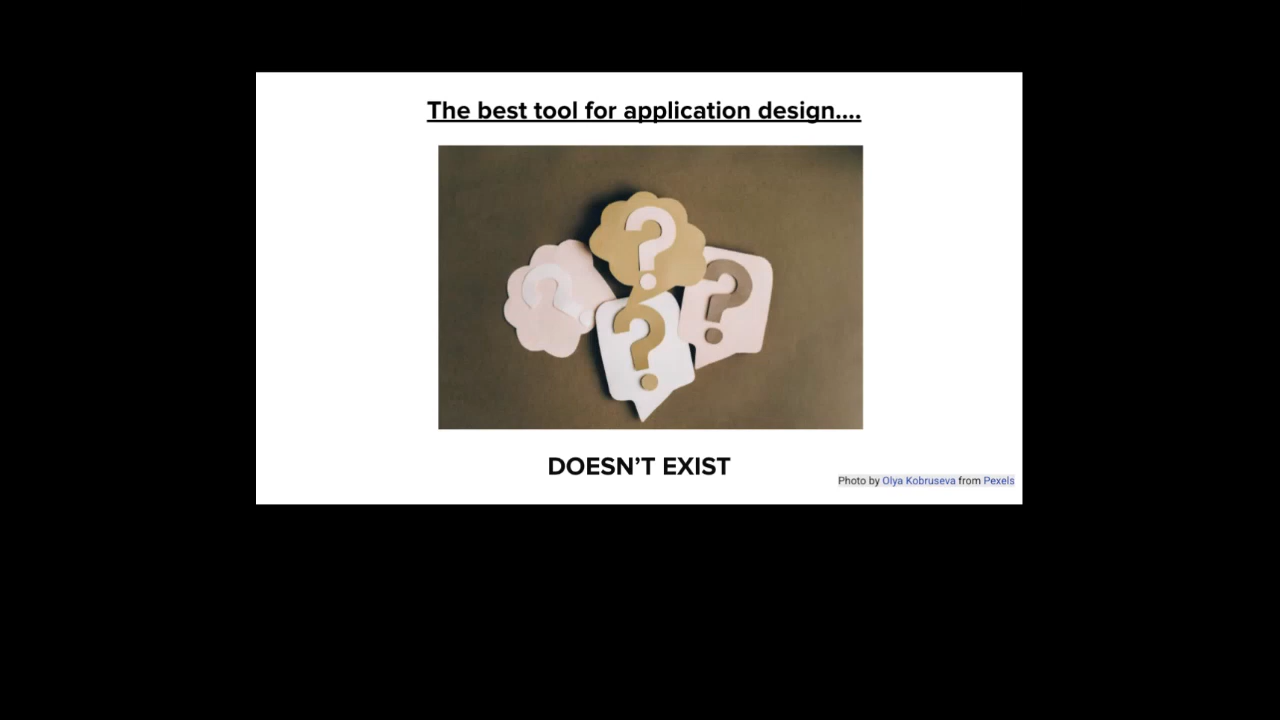 The best tool for application design....
?
?
?
?
DOESN’T EXIST
Photo by Olya Kobruseva from Pexels